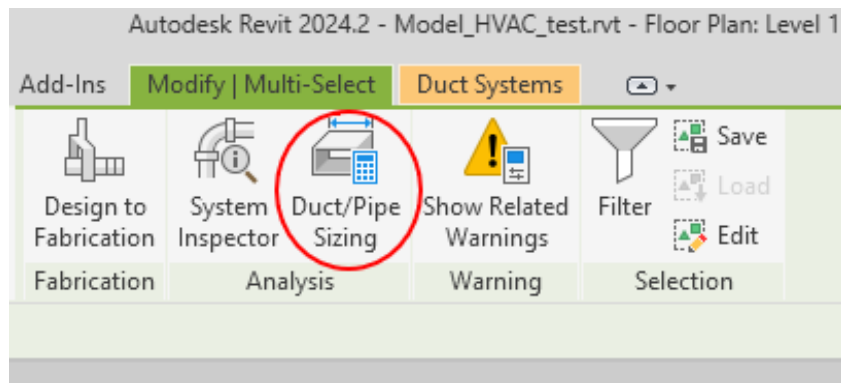 Autodesk Revit 2024.2 - Model_HVAC_test.rvt - Floor Plan: Level 1
Add-Ins Modify | Multi-Select Duct Systems
Design to
Fabrication
System
Inspector
Duct/Pipe
Sizing
Show Related
Warnings
Filter
Save
Load
Edit
Fabrication Analysis Warning Selection